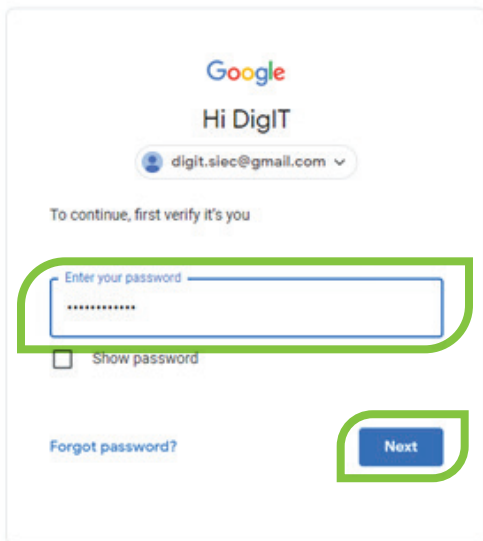 Google
Hi DigIT
digit.siec@gmail.com
To continue, first verify it's you
Enter your password
••••••••••••
Show password
Forgot password?
Next